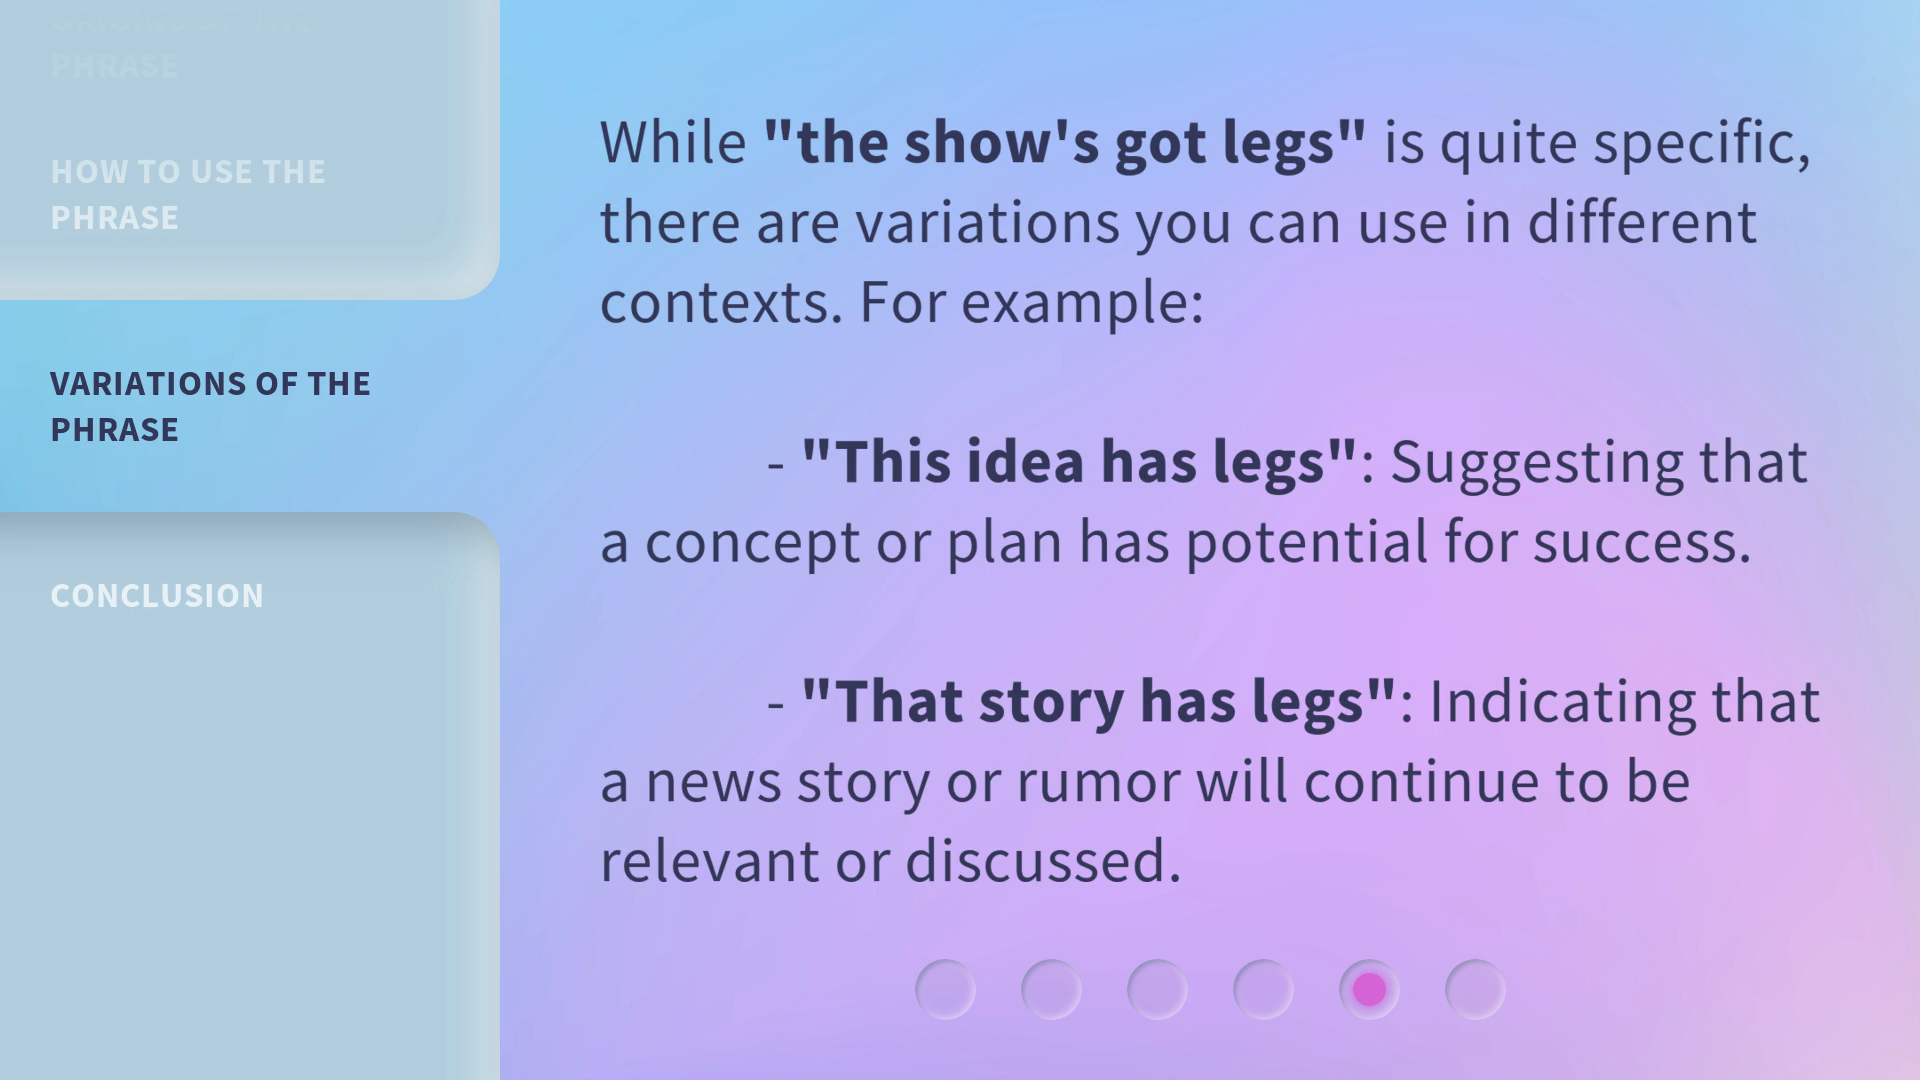 PHRASE
HOW TO USE THE
PHRASE
VARIATIONS OF THE
PHRASE
CONCLUSION
While "the show's got legs" is quite specific,
there are variations you can use in different
contexts. For example:
- "This idea has legs": Suggesting that
a concept or plan has potential for success.
- "That story has legs": Indicating that
a news story or rumor will continue to be
relevant or discussed.